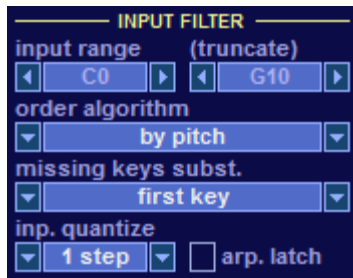 INPUT FILTER
input range (truncate)
C0 G10
order algorithm
by pitch
missing keys subst.
first key
inp. quantize
1 step arp. latch